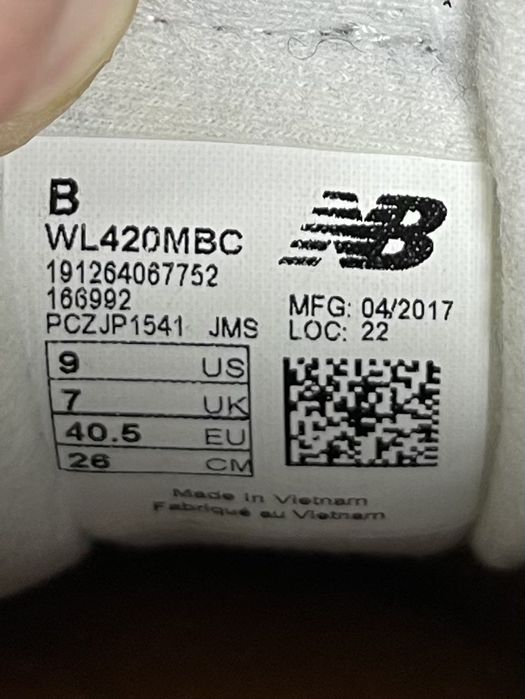 B
WL420MBC
191264067752
166992
PCZJP1541 JMS
NB
MFG: 04/2017
LOC: 22
9 US
7 UK
40.5 EU
26 CM
Made in Vietnam
Fabriqué au Vietnam